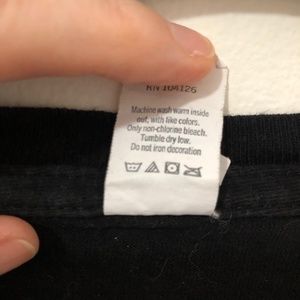 RN 164126
Machine wash warm inside
out, with like colors.
Only non-chlorine bleach.
Tumble dry low.
Do not iron decoration